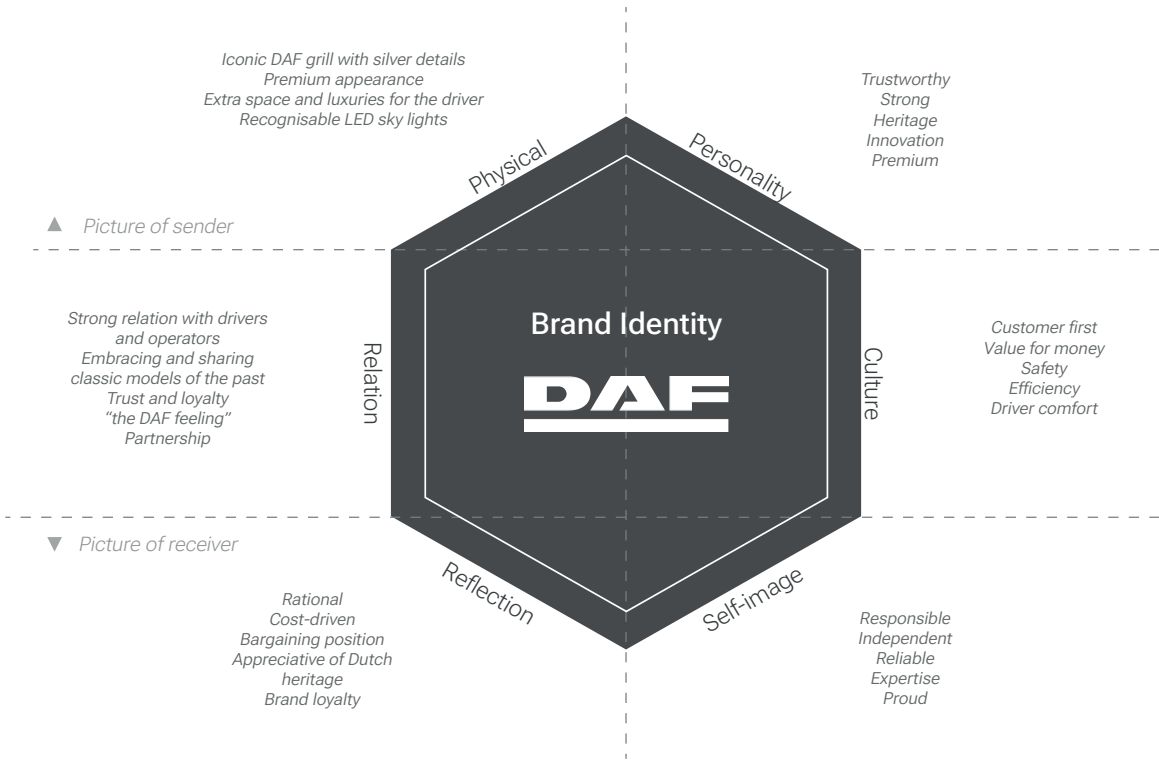 Iconic DAF grill with silver details
Premium appearance
Extra space and luxuries for the driver
Recognisable LED sky lights
Trustworthy
Strong
Heritage
Innovation
Premium
Physical
Personality
▲ Picture of sender
Strong relation with drivers
and operators
Embracing and sharing
classic models of the past
Trust and loyalty
“the DAF feeling”
Partnership
Relation
Brand Identity
DAF
Culture
Customer first
Value for money
Safety
Efficiency
Driver comfort
▼ Picture of receiver
Reflection
Self-image
Rational
Cost-driven
Bargaining position
Appreciative of Dutch
heritage
Brand loyalty
Responsible
Independent
Reliable
Expertise
Proud